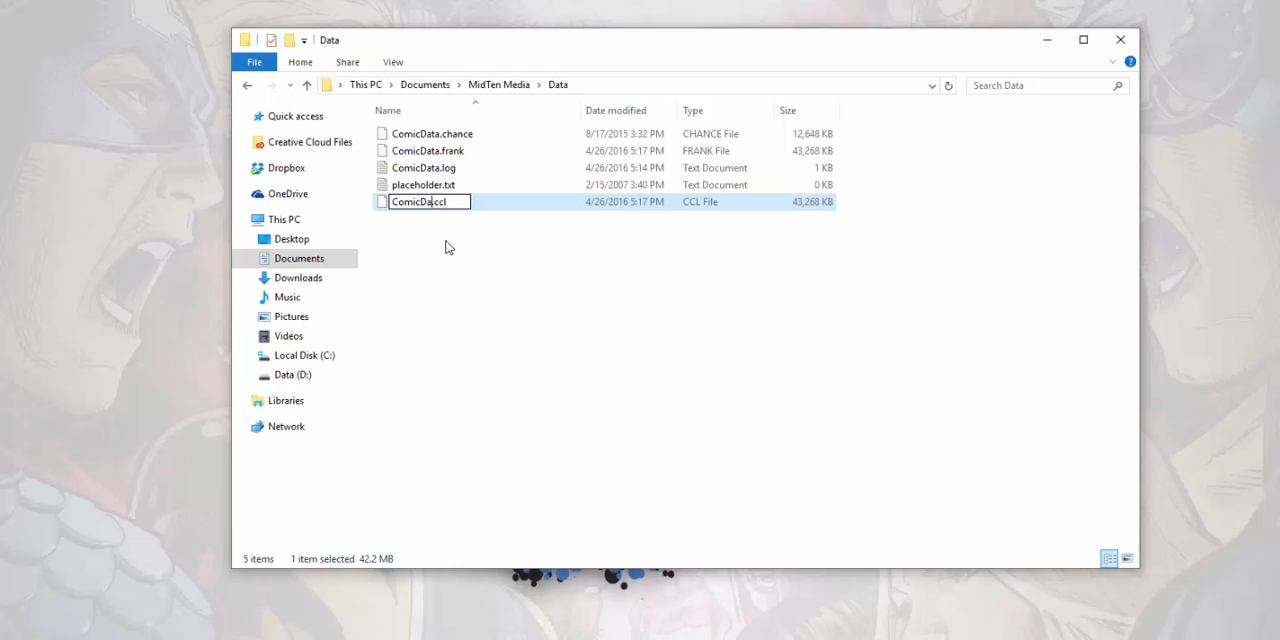 Data
File Home Share View
This PC Documents MidTen Media Data Search Data
Name Date modified Type Size
Quick access
Creative Cloud Files
Dropbox
OneDrive
This PC
Desktop
Documents
Downloads
Music
Pictures
Videos
Local Disk (C:)
Data (D:)
Libraries
Network
ComicData.chance 8/17/2015 3:32 PM CHANCE File 12,648 KB
ComicData.frank 4/26/2016 5:17 PM FRANK File 43,268 KB
ComicData.log 4/26/2016 5:14 PM Text Document 1 KB
placeholder.txt 2/15/2007 3:40 PM Text Document 0 KB
ComicDa.ccl 4/26/2016 5:17 PM CCL File 43,268 KB
5 items 1 item selected 42.2 MB